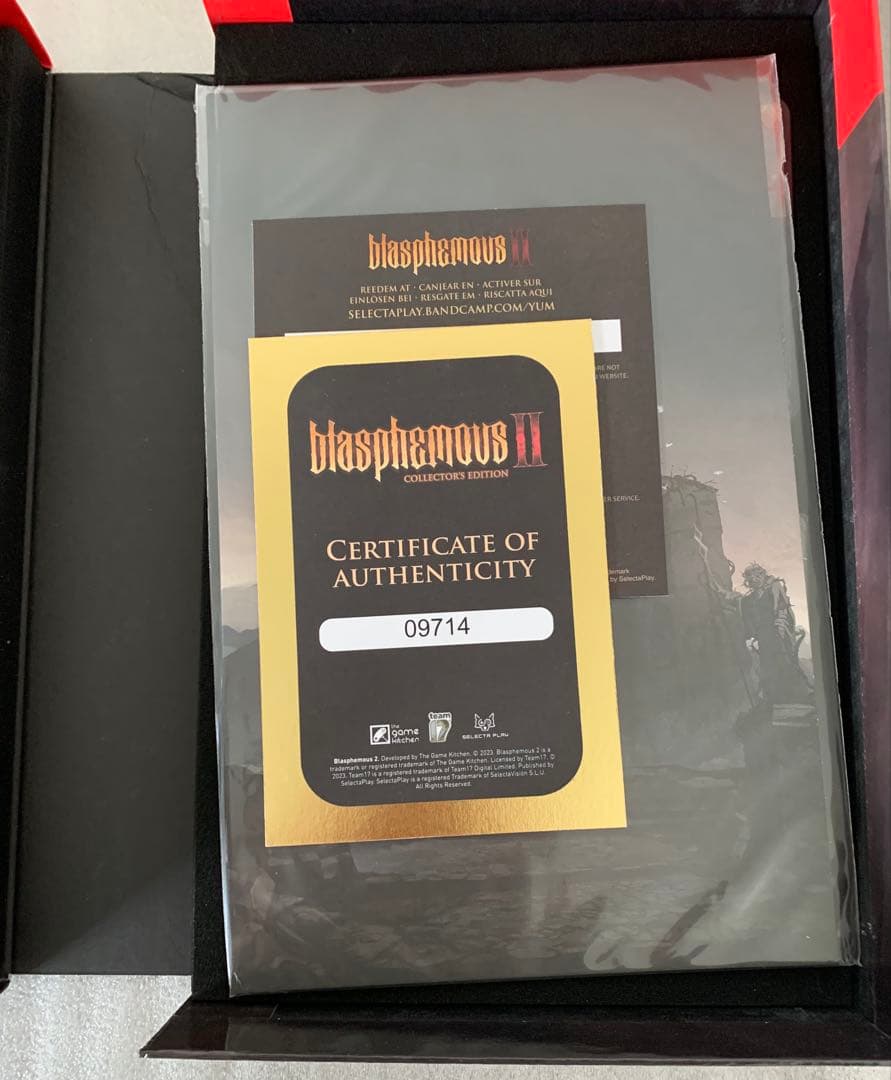 blasphemous II
REEDEM AT · CANJEAR EN · ACTIVER SUR
EINLÖSEN BEI · RESGATE EM · RISCATTA AQUI
SELECTAPLAY.BANDCAMP.COM/YUM
ARE NOT
WEBSITE.
ER SERVICE.
demark
by SelectaPlay.
blasphemous II
COLLECTOR'S EDITION
CERTIFICATE OF
AUTHENTICITY
09714
the game kitchen
team 17
SELECTA PLAY
Blasphemous 2. Developed by The Game Kitchen. © 2023. Blasphemous 2 is a
trademark or registered trademark of The Game Kitchen. Licensed by Team17. ©
2023. Team17 is a registered trademark of Team17 Digital Limited. Published by
SelectaPlay. SelectaPlay is a registered Trademark of SelectaVisión S.L.U.
All Rights Reserved.